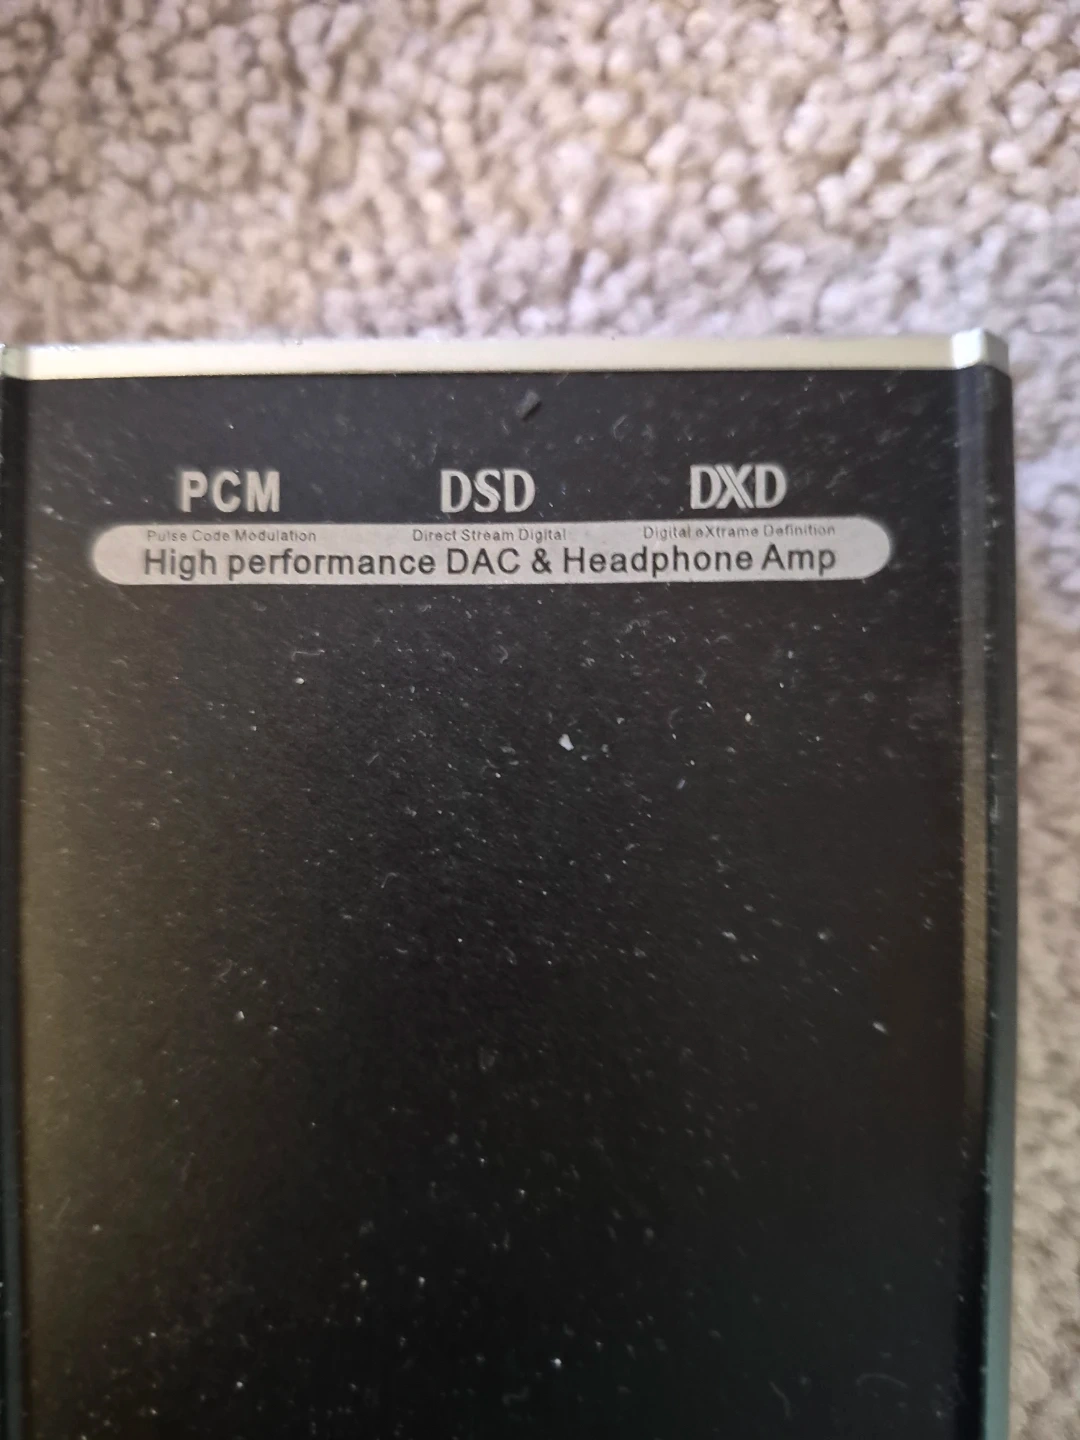 PCM DSD DXD
Pulse Code Modulation Direct Stream Digital Digital eXtrame Definition
High performance DAC & Headphone Amp